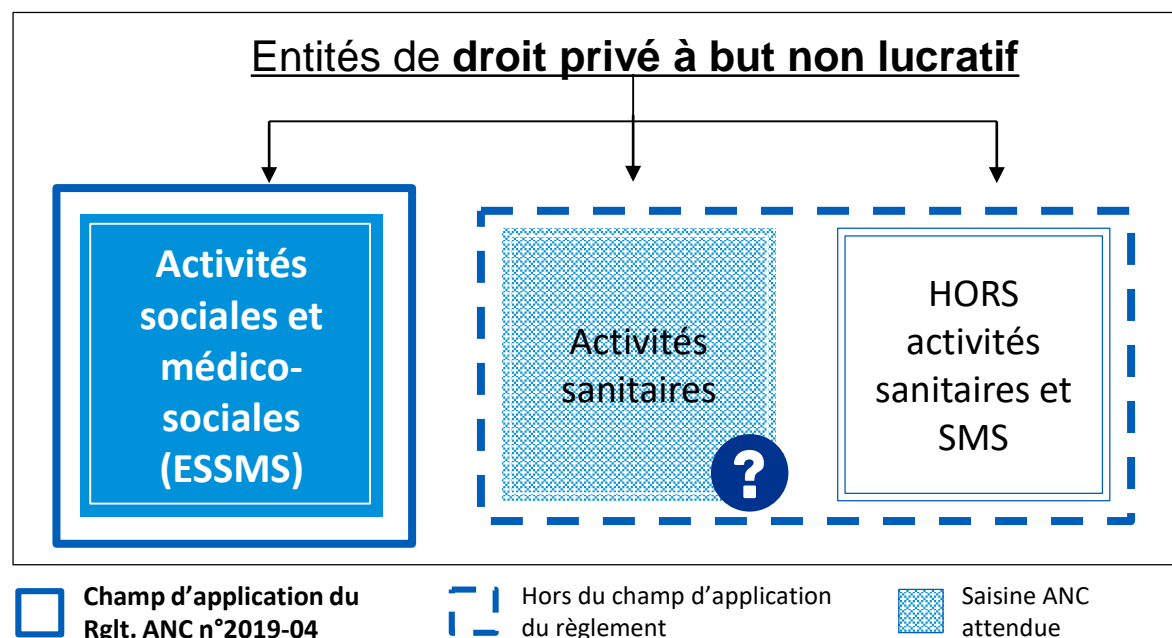 Entités de droit privé à but non lucratif
Activités
sociales et
médico-
sociales
(ESSMS)
Activités
sanitaires
?
HORS
activités
sanitaires et
SMS
Champ d'application du
Rglt. ANC n°2019-04
Hors du champ d'application
du règlement
Saisine ANC
attendue